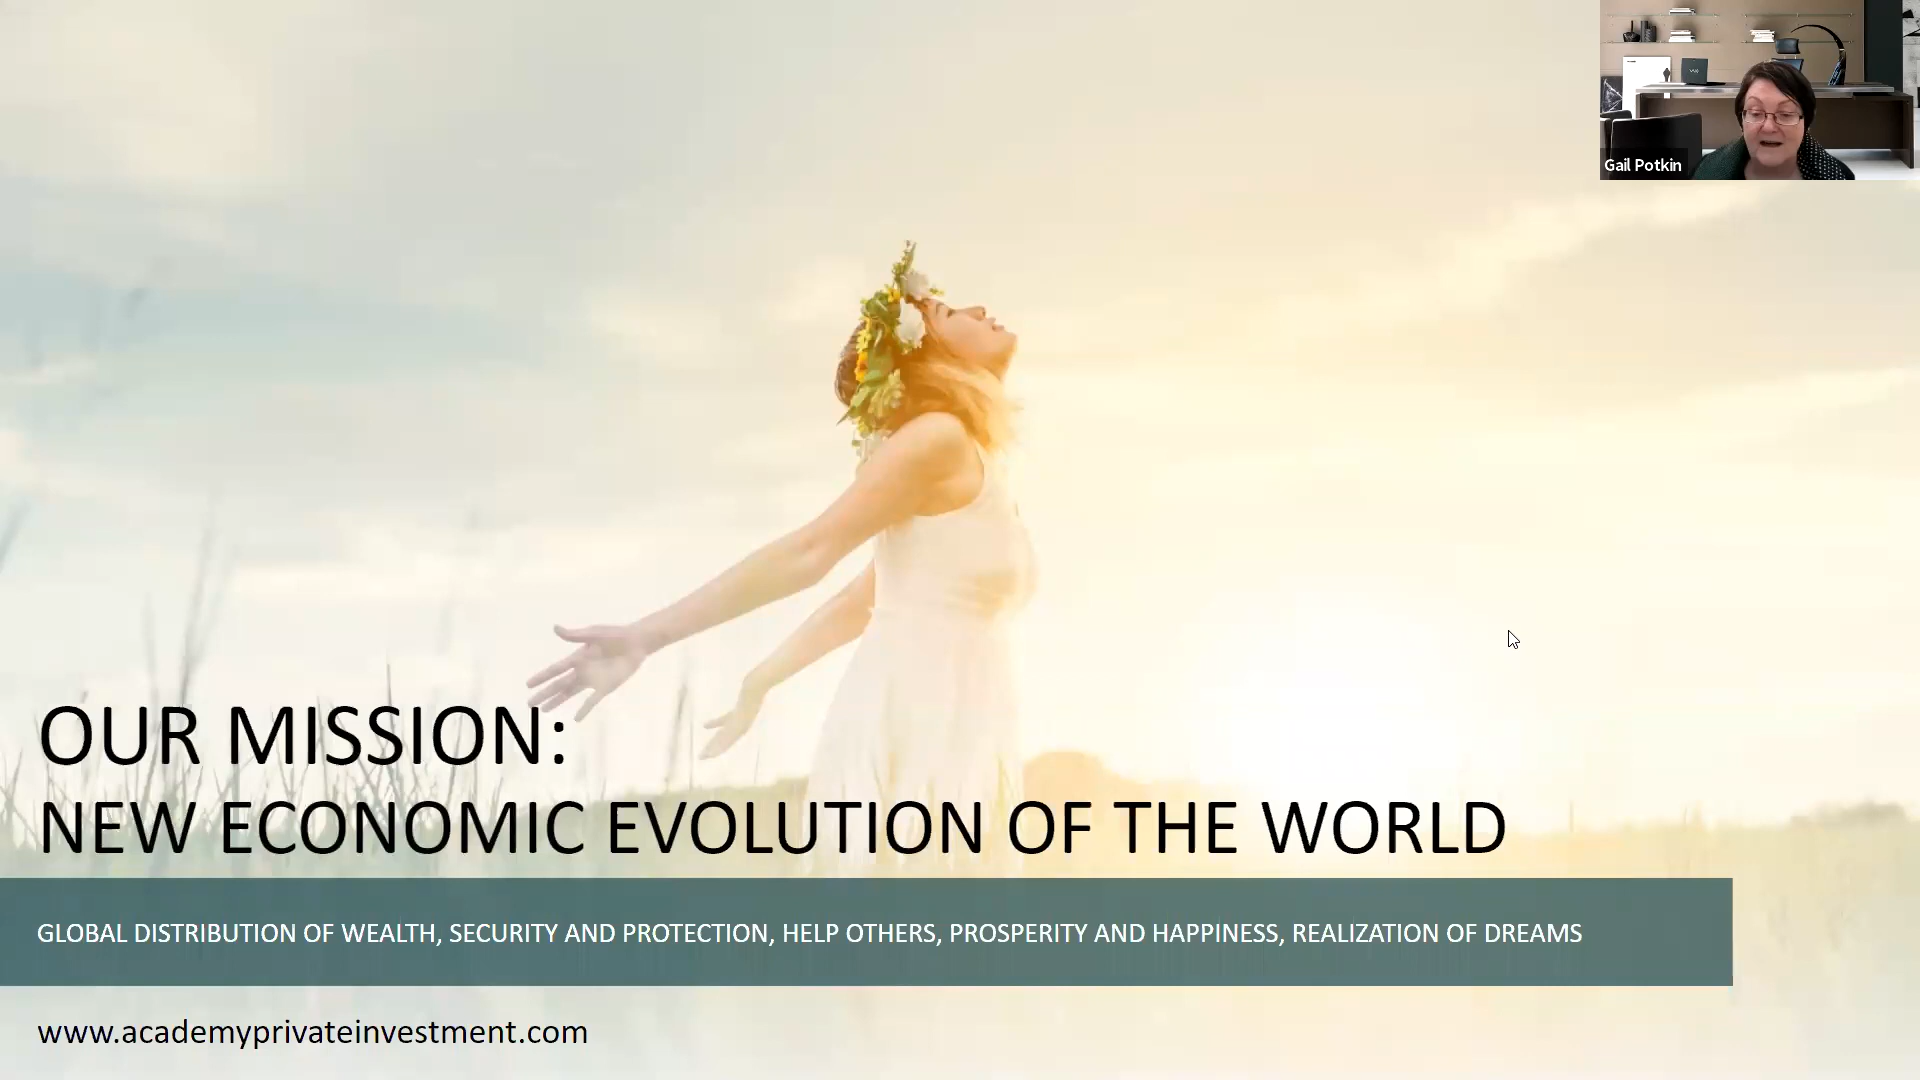 Gail Potkin
OUR MISSION:
NEW ECONOMIC EVOLUTION OF THE WORLD
GLOBAL DISTRIBUTION OF WEALTH, SECURITY AND PROTECTION, HELP OTHERS, PROSPERITY AND HAPPINESS, REALIZATION OF DREAMS
www.academyprivateinvestment.com